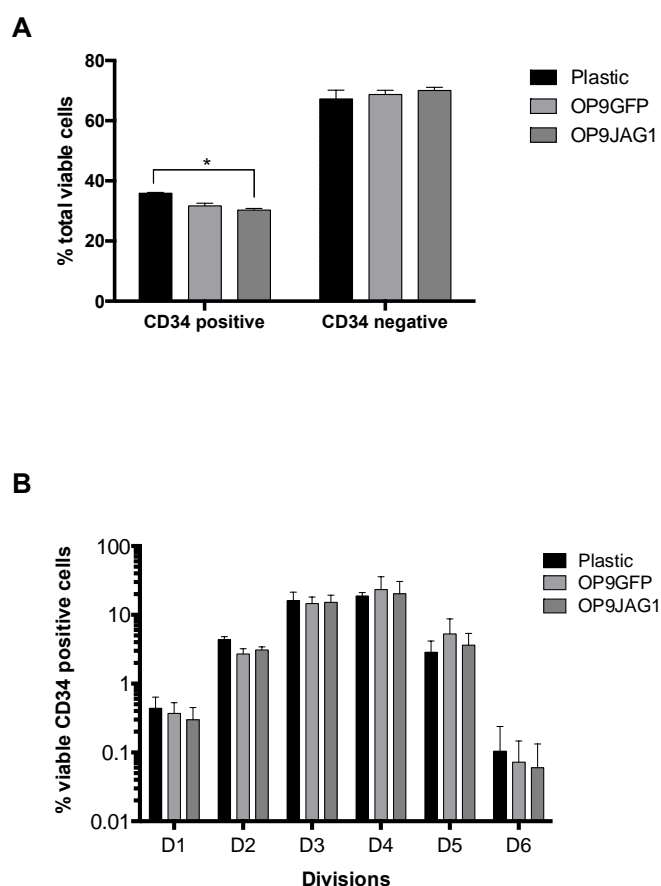 A
% total viable cells
80
60
40
20
0
*
CD34 positive
CD34 negative
Plastic
OP9GFP
OP9JAG1
B
% viable CD34 positive cells
100
10
1
0.1
0.01
D1 D2 D3 D4 D5 D6
Divisions
Plastic
OP9GFP
OP9JAG1